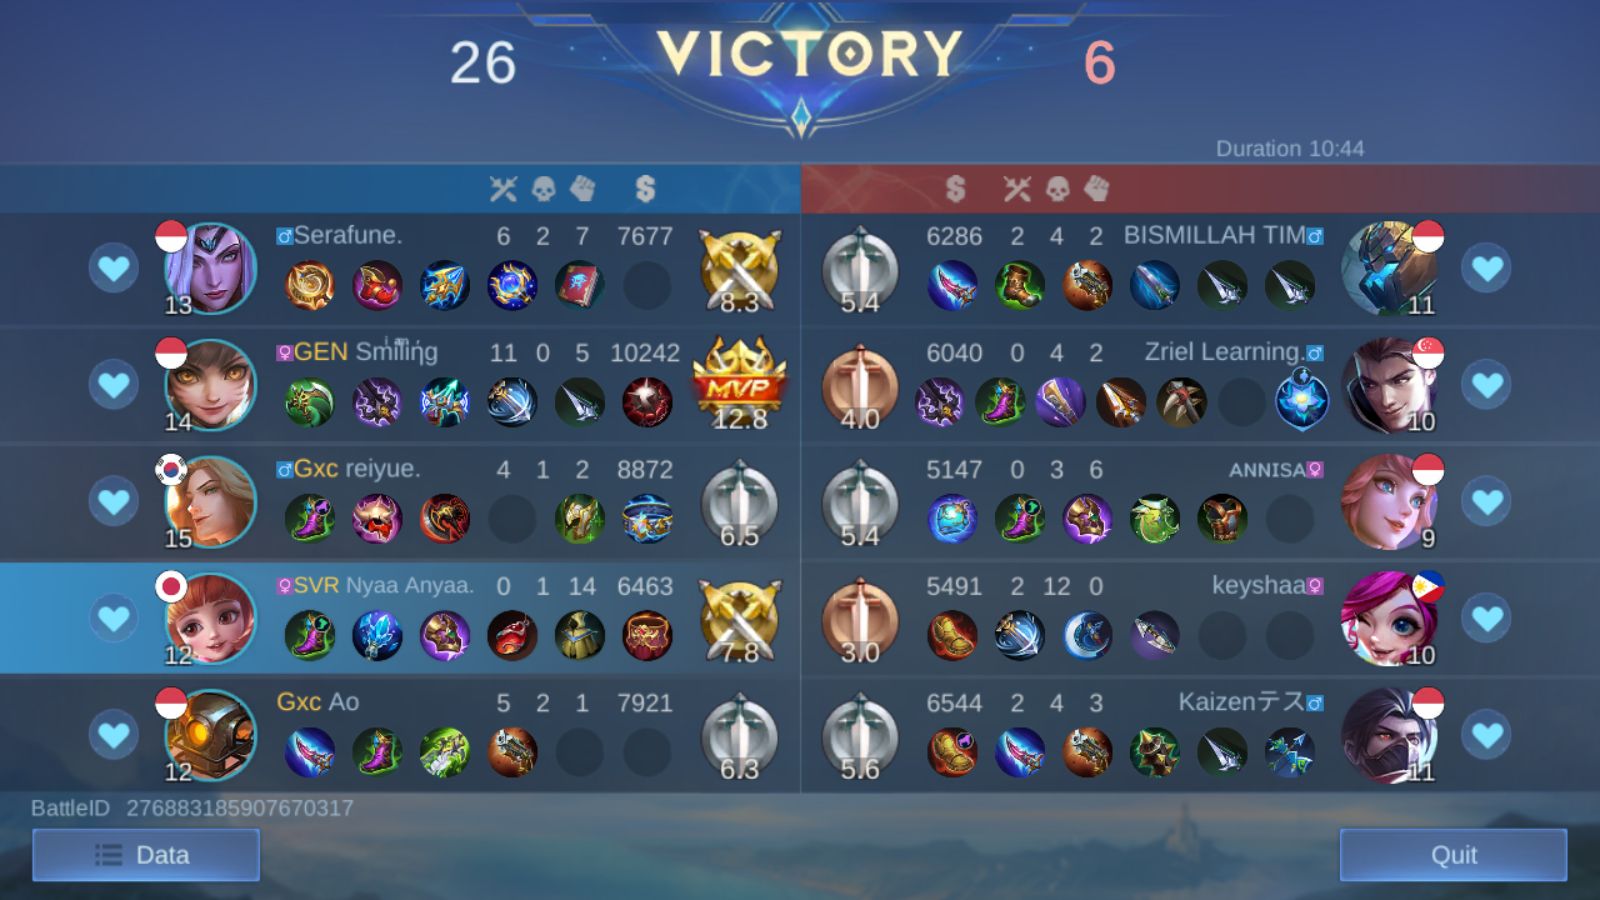 VICTORY
26 6
Duration 10:44
Serafune. 6 2 7 7677
13 8.3
6286 2 4 2 BISMILLAH TIM
5.4 11
GEN 11 0 5 10242
14 MVP 12.8
6040 0 4 2 Zriel Learning.
4.0 10
Gxc reiyue. 4 1 2 8872
15 6.5
5147 0 3 6 ANNISA
5.4 9
SVR Nyaa Anyaa. 0 1 14 6463
12 7.8
5491 2 12 0 keyshaa
3.0 10
Gxc Ao 5 2 1 7921
12 6.3
6544 2 4 3 Kaizenテス
5.6 11
BattleID 276883185907670317
Data
Quit